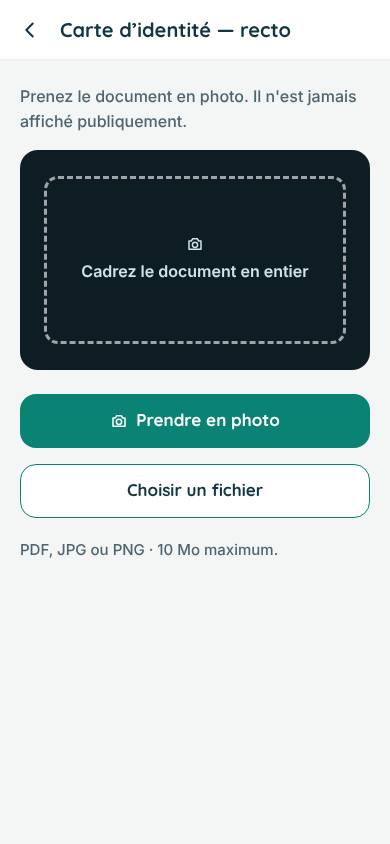 Carte d’identité — recto
Prenez le document en photo. Il n'est jamais
affiché publiquement.
Cadrez le document en entier
Prendre en photo
Choisir un fichier
PDF, JPG ou PNG · 10 Mo maximum.